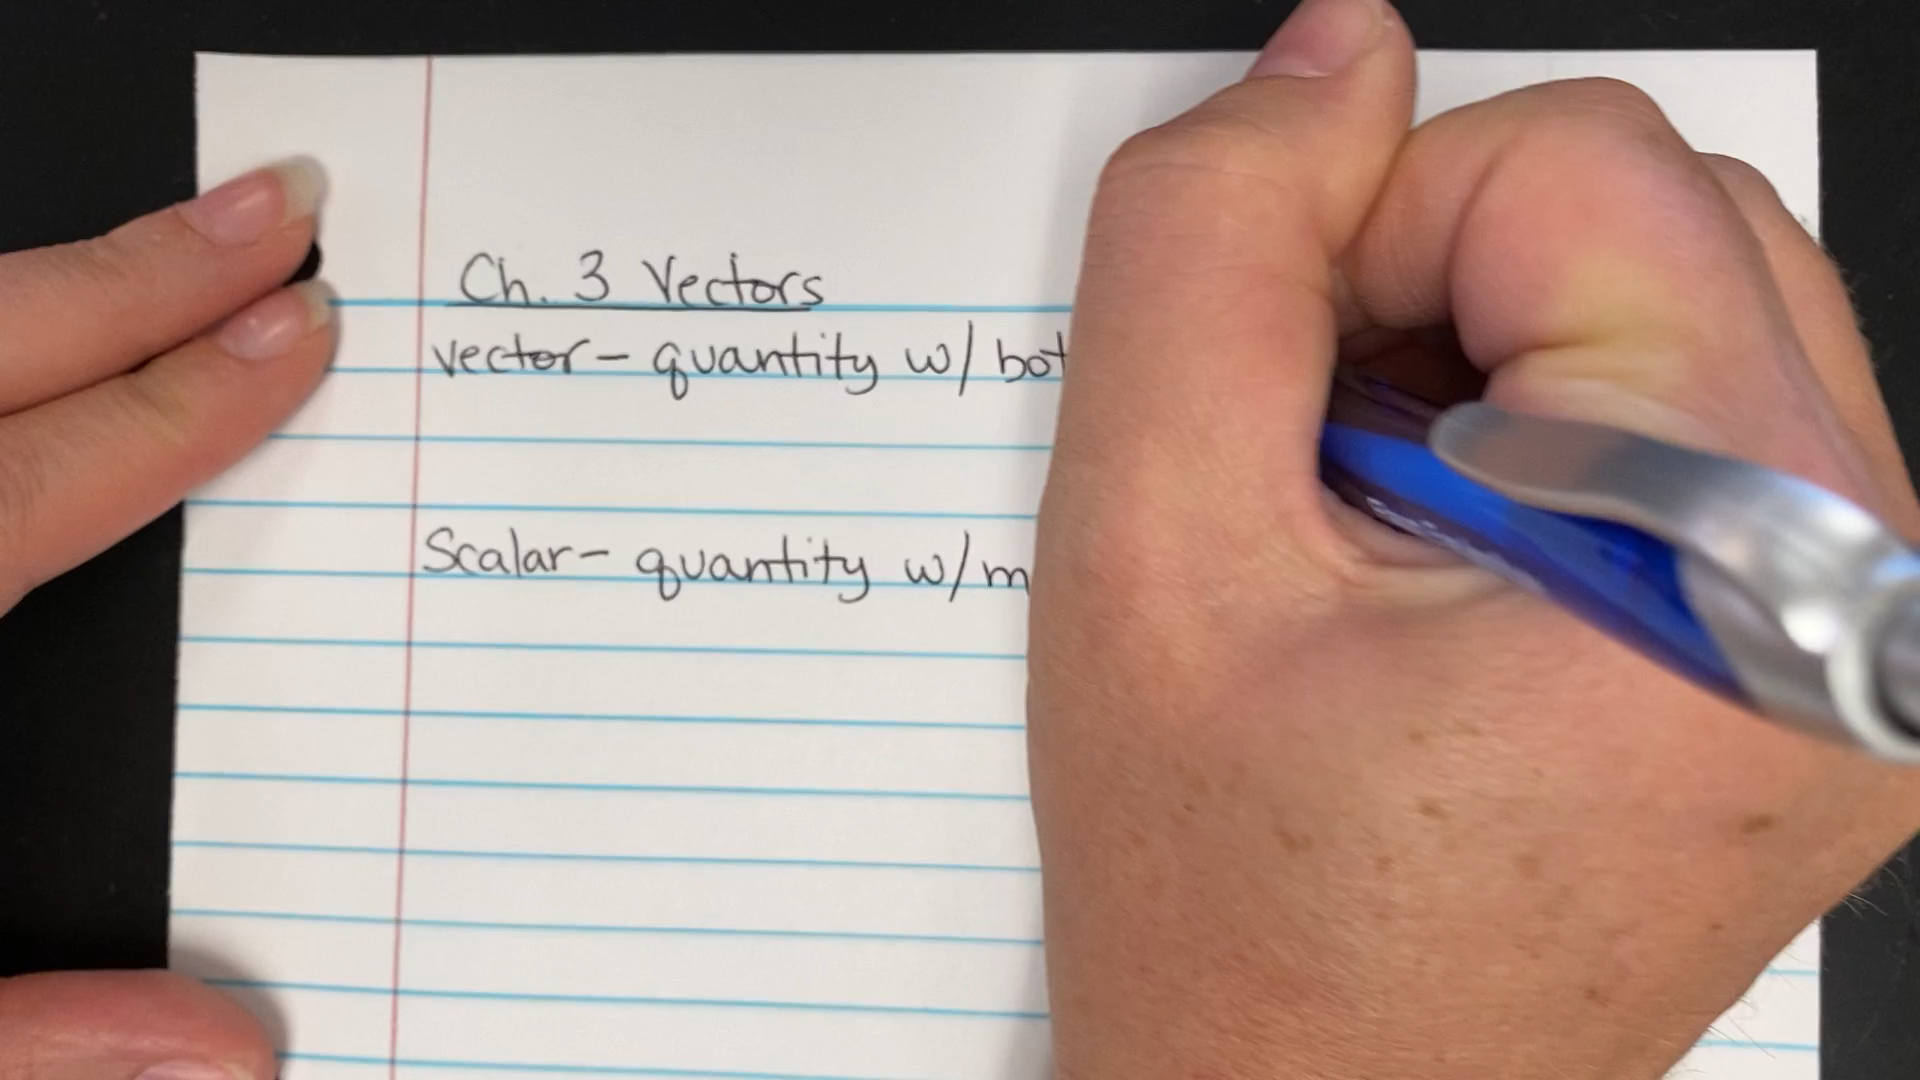 Ch. 3 Vectors
vector - quantity w/ bot
Scalar - quantity w/ m